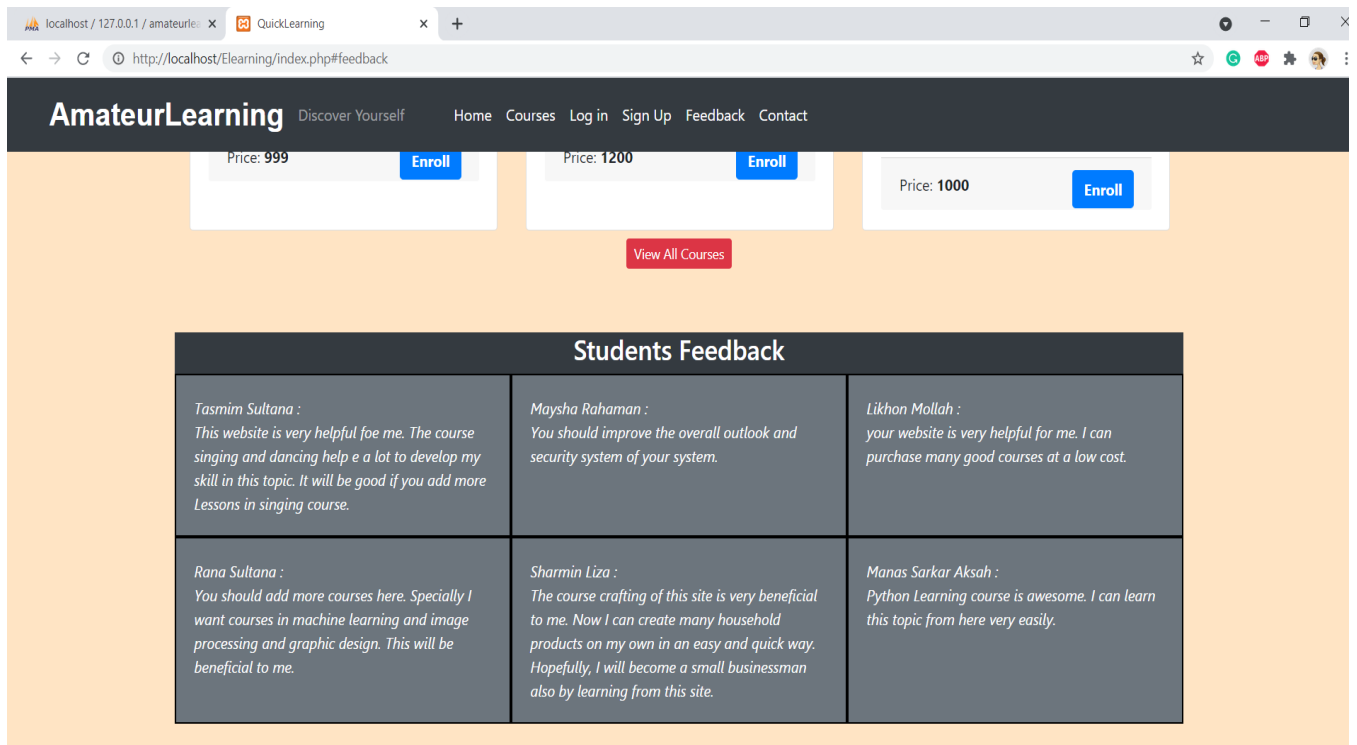 localhost / 127.0.0.1 / amateurlea
QuickLearning
http://localhost/Elearning/index.php#feedback
ABP
AmateurLearning Discover Yourself Home Courses Log in Sign Up Feedback Contact
Price: 999 Enroll
Price: 1200 Enroll
Price: 1000 Enroll
View All Courses
Students Feedback
Tasmim Sultana :
This website is very helpful foe me. The course
singing and dancing help e a lot to develop my
skill in this topic. It will be good if you add more
Lessons in singing course.
Maysha Rahaman :
You should improve the overall outlook and
security system of your system.
Likhon Mollah :
your website is very helpful for me. I can
purchase many good courses at a low cost.
Rana Sultana :
You should add more courses here. Specially I
want courses in machine learning and image
processing and graphic design. This will be
beneficial to me.
Sharmin Liza :
The course crafting of this site is very beneficial
to me. Now I can create many household
products on my own in an easy and quick way.
Hopefully, I will become a small businessman
also by learning from this site.
Manas Sarkar Aksah :
Python Learning course is awesome. I can learn
this topic from here very easily.